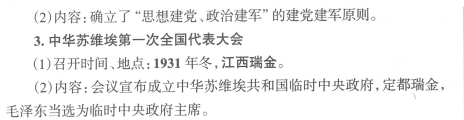 (2)内容:确立了“思想建党、政治建军”的建党建军原则。
3. 中华苏维埃第一次全国代表大会
(1)召开时间、地点:1931 年冬,江西瑞金。
(2)内容:会议宣布成立中华苏维埃共和国临时中央政府,定都瑞金,
毛泽东当选为临时中央政府主席。